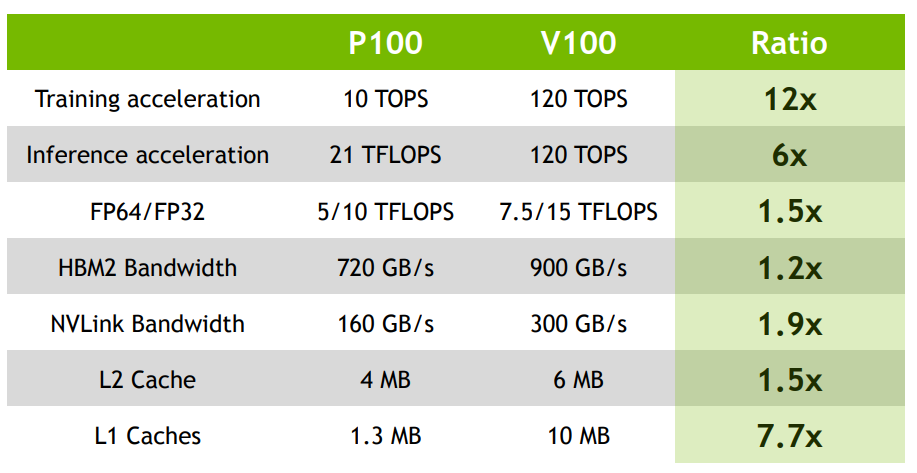 P100 V100 Ratio
Training acceleration 10 TOPS 120 TOPS 12x
Inference acceleration 21 TFLOPS 120 TOPS 6x
FP64/FP32 5/10 TFLOPS 7.5/15 TFLOPS 1.5x
HBM2 Bandwidth 720 GB/s 900 GB/s 1.2x
NVLink Bandwidth 160 GB/s 300 GB/s 1.9x
L2 Cache 4 MB 6 MB 1.5x
L1 Caches 1.3 MB 10 MB 7.7x